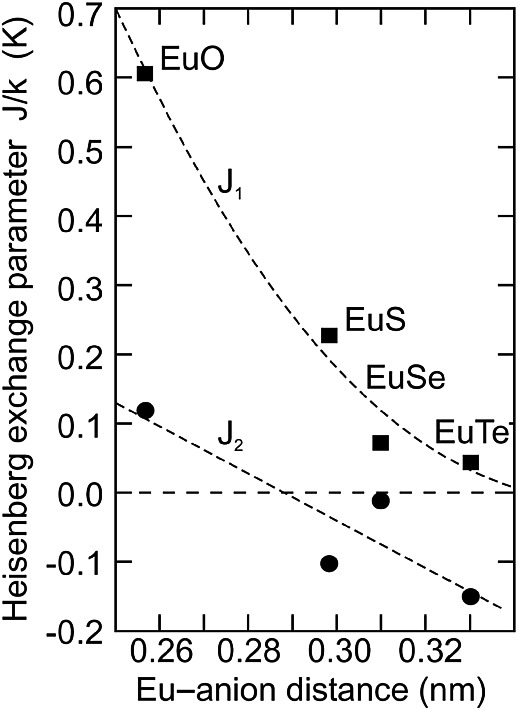 Heisenberg exchange parameter J/k (K)
0.7
0.6
0.5
0.4
0.3
0.2
0.1
0.0
-0.1
-0.2
EuO
J1
EuS
EuSe
EuTe
J2
0.26 0.28 0.30 0.32
Eu–anion distance (nm)